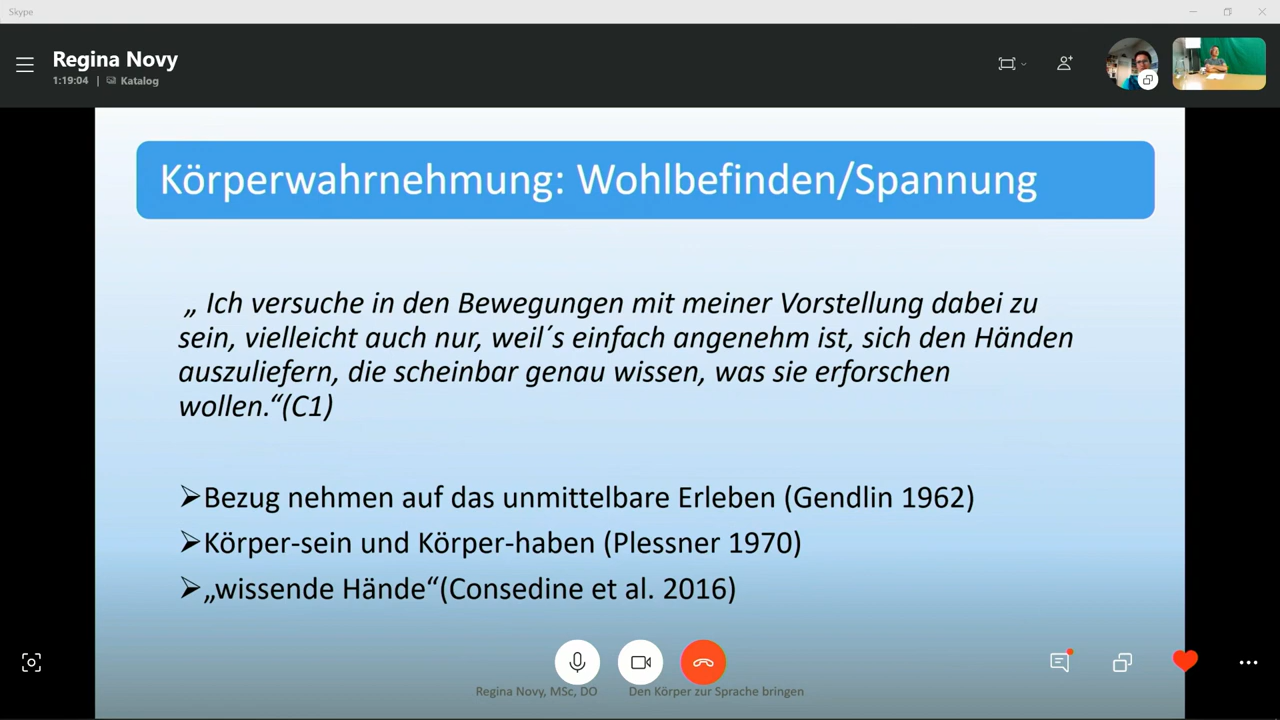 Skype
Regina Novy
1:19:04 | Katalog
Körperwahrnehmung: Wohlbefinden/Spannung
„ Ich versuche in den Bewegungen mit meiner Vorstellung dabei zu
sein, vielleicht auch nur, weil´s einfach angenehm ist, sich den Händen
auszuliefern, die scheinbar genau wissen, was sie erforschen
wollen.“(C1)
➢Bezug nehmen auf das unmittelbare Erleben (Gendlin 1962)
➢Körper-sein und Körper-haben (Plessner 1970)
➢„wissende Hände“(Consedine et al. 2016)
Regina Novy, MSc, DO Den Körper zur Sprache bringen